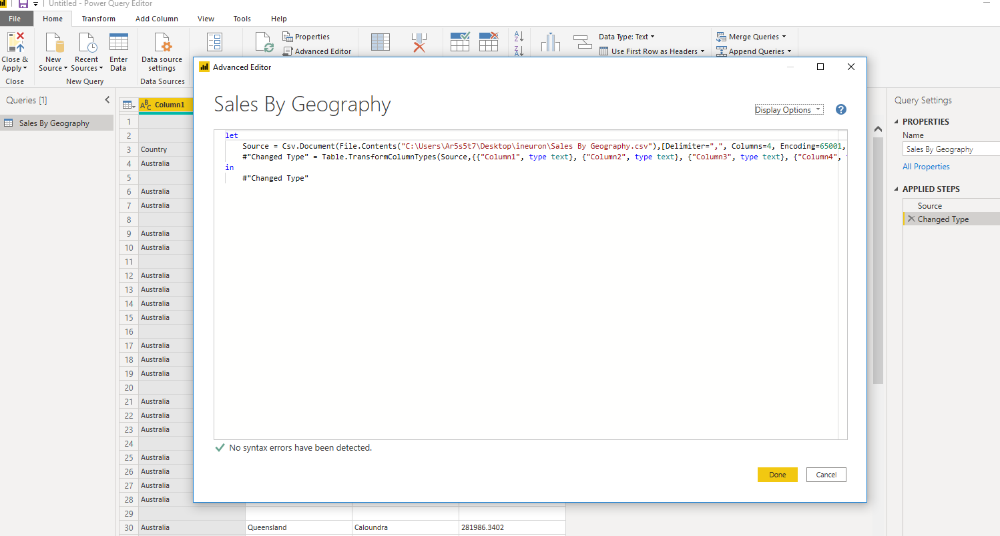 Untitled - Power Query Editor
File Home Transform Add Column View Tools Help
Close &
Apply
Close
New
Source
Recent
Sources
Enter
Data
New Query
Data source
settings
Data Sources
Properties
Advanced Editor
Data Type: Text
Use First Row as Headers
Merge Queries
Append Queries
Queries [1]
Sales By Geography
ABC Column1
1
2
3 Country
4 Australia
5
6 Australia
7 Australia
8
9 Australia
10 Australia
11
12 Australia
13 Australia
14 Australia
15 Australia
16
17 Australia
18 Australia
19 Australia
20
21 Australia
22 Australia
23 Australia
24
25 Australia
26 Australia
27 Australia
28 Australia
29
30 Australia Queensland Caloundra 281986.3402
Advanced Editor
Sales By Geography
Display Options
?
let
Source = Csv.Document(File.Contents("C:\Users\Ar5s5t7\Desktop\ineuron\Sales By Geography.csv"),[Delimiter=",", Columns=4, Encoding=65001,
#"Changed Type" = Table.TransformColumnTypes(Source,{{"Column1", type text}, {"Column2", type text}, {"Column3", type text}, {"Column4",
in
#"Changed Type"
No syntax errors have been detected.
Done
Cancel
Query Settings
PROPERTIES
Name
Sales By Geography
All Properties
APPLIED STEPS
Source
Changed Type